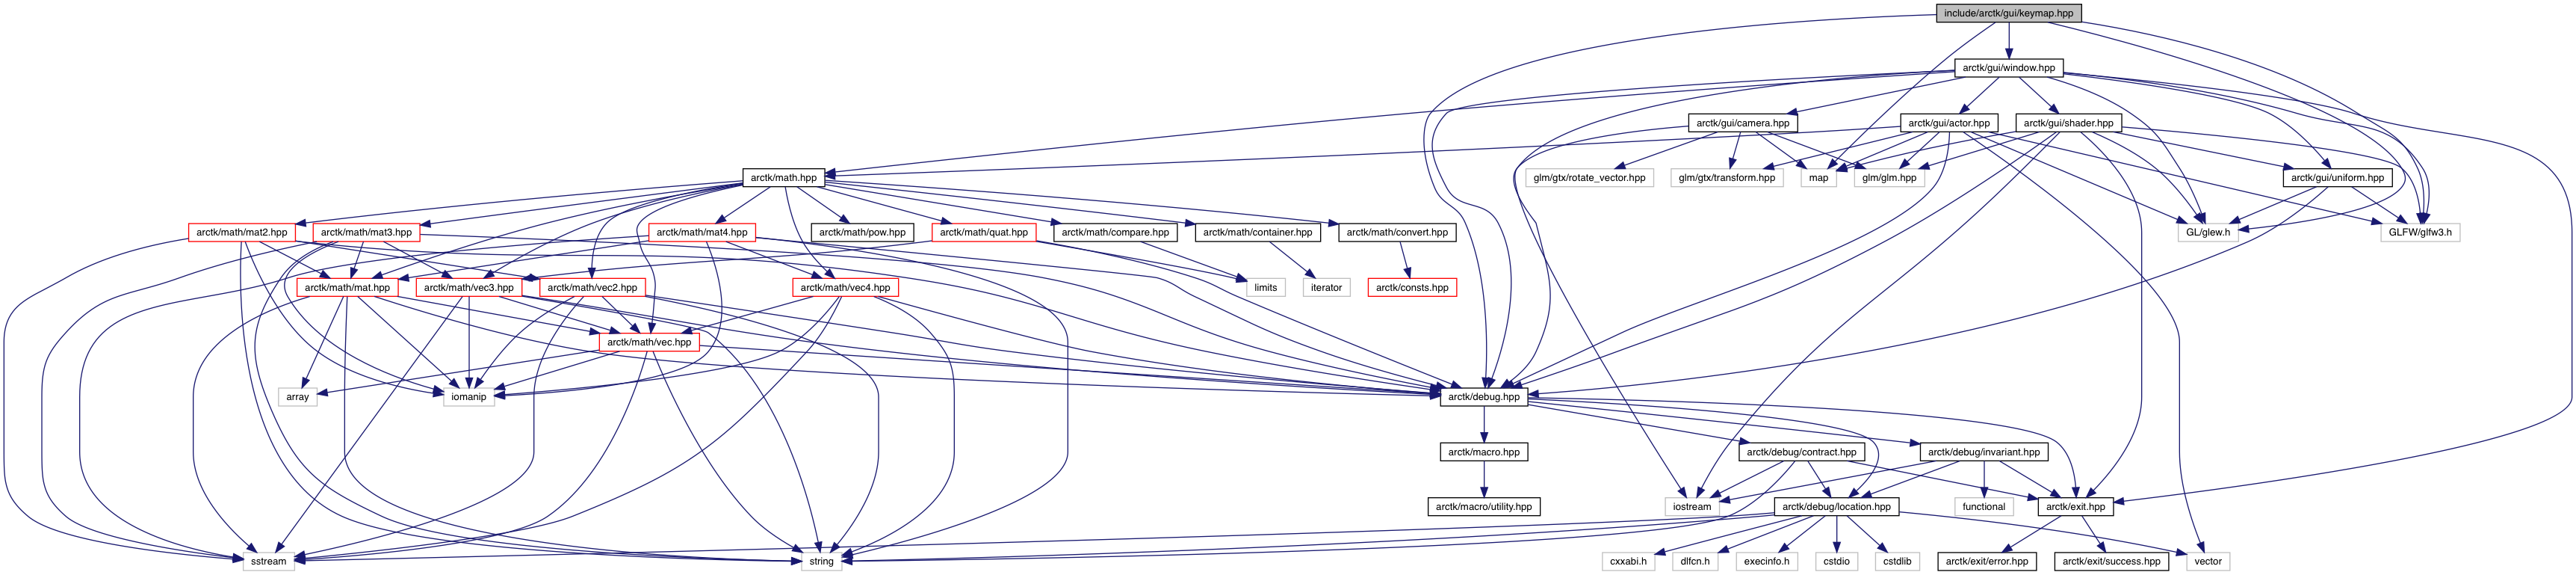 include/arctk/gui/keymap.hpp
arctk/gui/window.hpp
arctk/gui/camera.hpp
arctk/gui/actor.hpp
arctk/gui/shader.hpp
arctk/math.hpp
glm/gtx/rotate_vector.hpp
glm/gtx/transform.hpp
map
glm/glm.hpp
arctk/gui/uniform.hpp
arctk/math/mat2.hpp
arctk/math/mat3.hpp
arctk/math/mat4.hpp
arctk/math/pow.hpp
arctk/math/quat.hpp
arctk/math/compare.hpp
arctk/math/container.hpp
arctk/math/convert.hpp
GL/glew.h
GLFW/glfw3.h
arctk/math/mat.hpp
arctk/math/vec3.hpp
arctk/math/vec2.hpp
arctk/math/vec4.hpp
limits
iterator
arctk/consts.hpp
arctk/math/vec.hpp
array
iomanip
arctk/debug.hpp
arctk/macro.hpp
arctk/debug/contract.hpp
arctk/debug/invariant.hpp
arctk/macro/utility.hpp
iostream
arctk/debug/location.hpp
functional
arctk/exit.hpp
sstream
string
cxxabi.h
dlfcn.h
execinfo.h
cstdio
cstdlib
arctk/exit/error.hpp
arctk/exit/success.hpp
vector